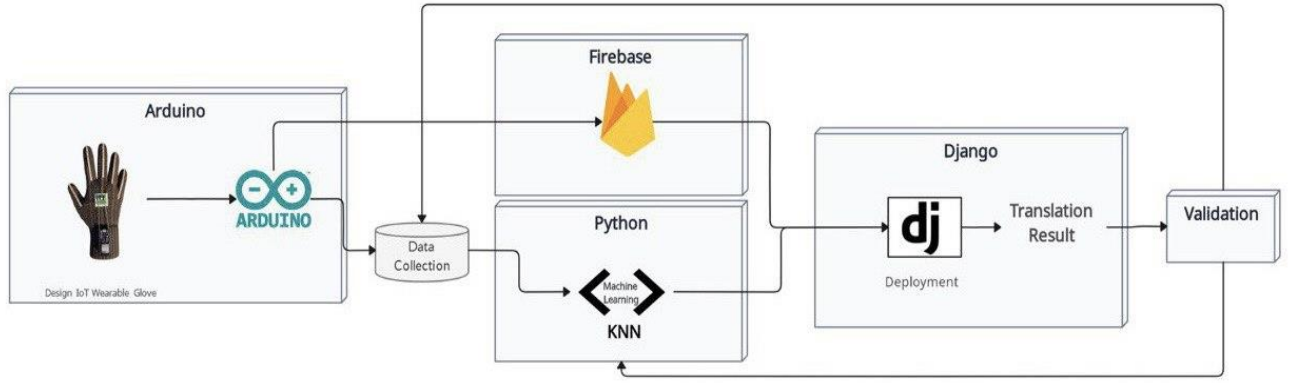 Arduino
ARDUINO
Design IoT Wearable Glove
Data
Collection
Firebase
Python
Machine
Learning
KNN
Django
dj
Deployment
Translation
Result
Validation